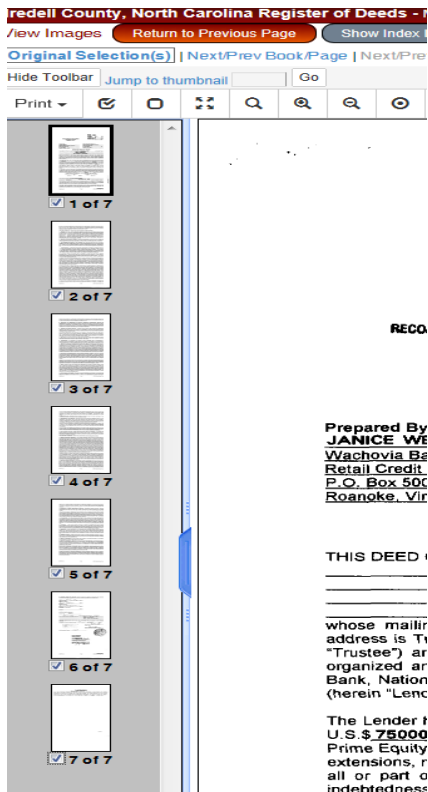 redell County, North Carolina Register of Deeds -
View Images Return to Previous Page Show Index
Original Selection(s) | Next/Prev Book/Page | Next/Pre
Hide Toolbar Jump to thumbnail Go
Print
1 of 7
2 of 7
3 of 7
4 of 7
5 of 7
6 of 7
7 of 7
RECO
Prepared By
JANICE WE
Wachovia Ba
Retail Credit
P.O. Box 500
Roanoke, Vir
THIS DEED
whose mailin
address is Tr
"Trustee") an
organized an
Bank, Nation
(herein "Lend
The Lender h
U.S.$ 75000
Prime Equity
extensions, r
all or part o
indebtedness